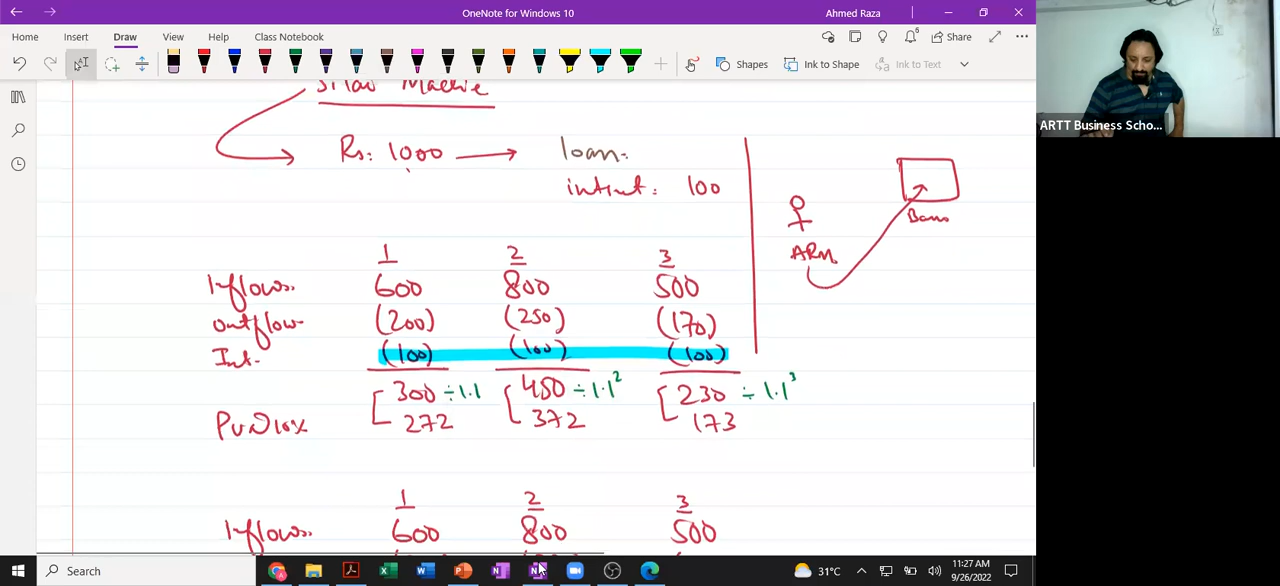 OneNote for Windows 10
Ahmed Raza
Home Insert Draw View Help Class Notebook
Share
Shapes Ink to Shape Ink to Text
ARTT Business Scho...
Rs: 1000 loan:
100
ARM
1 2 3
Inflows 600 800 500
Outflow (200) (250) (170)
Int. (100) (100) (100)
300 ÷ 1.1 450 ÷ 1.1² 230 ÷ 1.1³
272 372 173
1 2 3
Inflows 600 800 500
Search
31°C
11:27 AM
9/26/2022